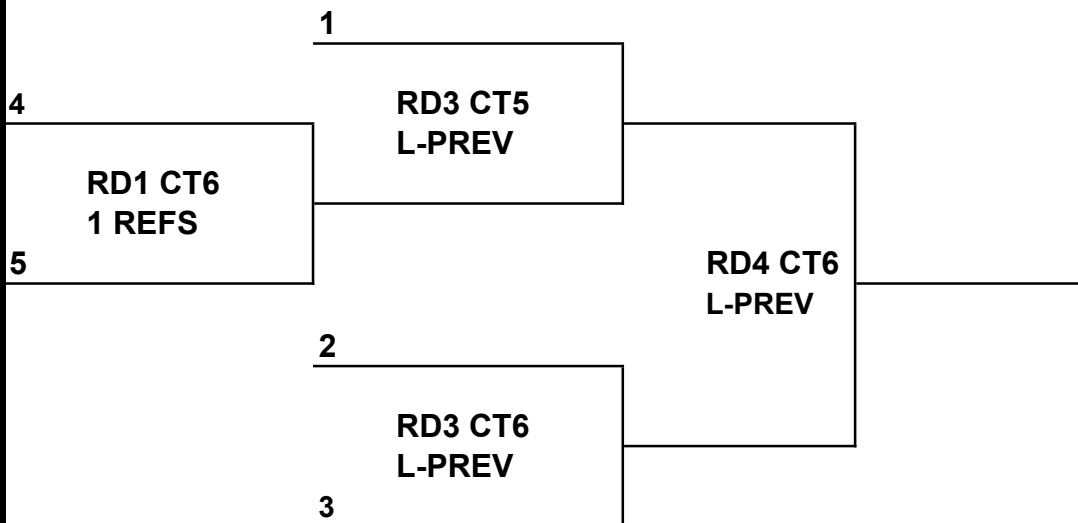 1
4
RD3 CT5
L-PREV
RD1 CT6
1 REFS
5
RD4 CT6
L-PREV
2
RD3 CT6
L-PREV
3